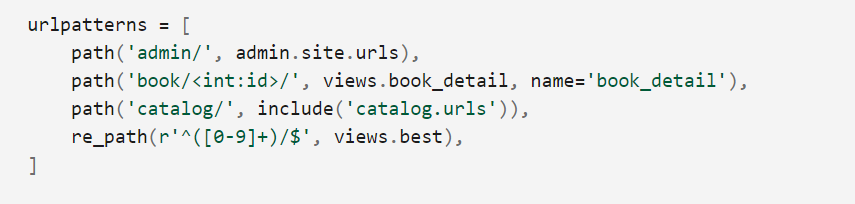 urlpatterns = [
    path('admin/', admin.site.urls),
    path('book/<int:id>/', views.book_detail, name='book_detail'),
    path('catalog/', include('catalog.urls')),
    re_path(r'^([0-9]+)/$', views.best),
]